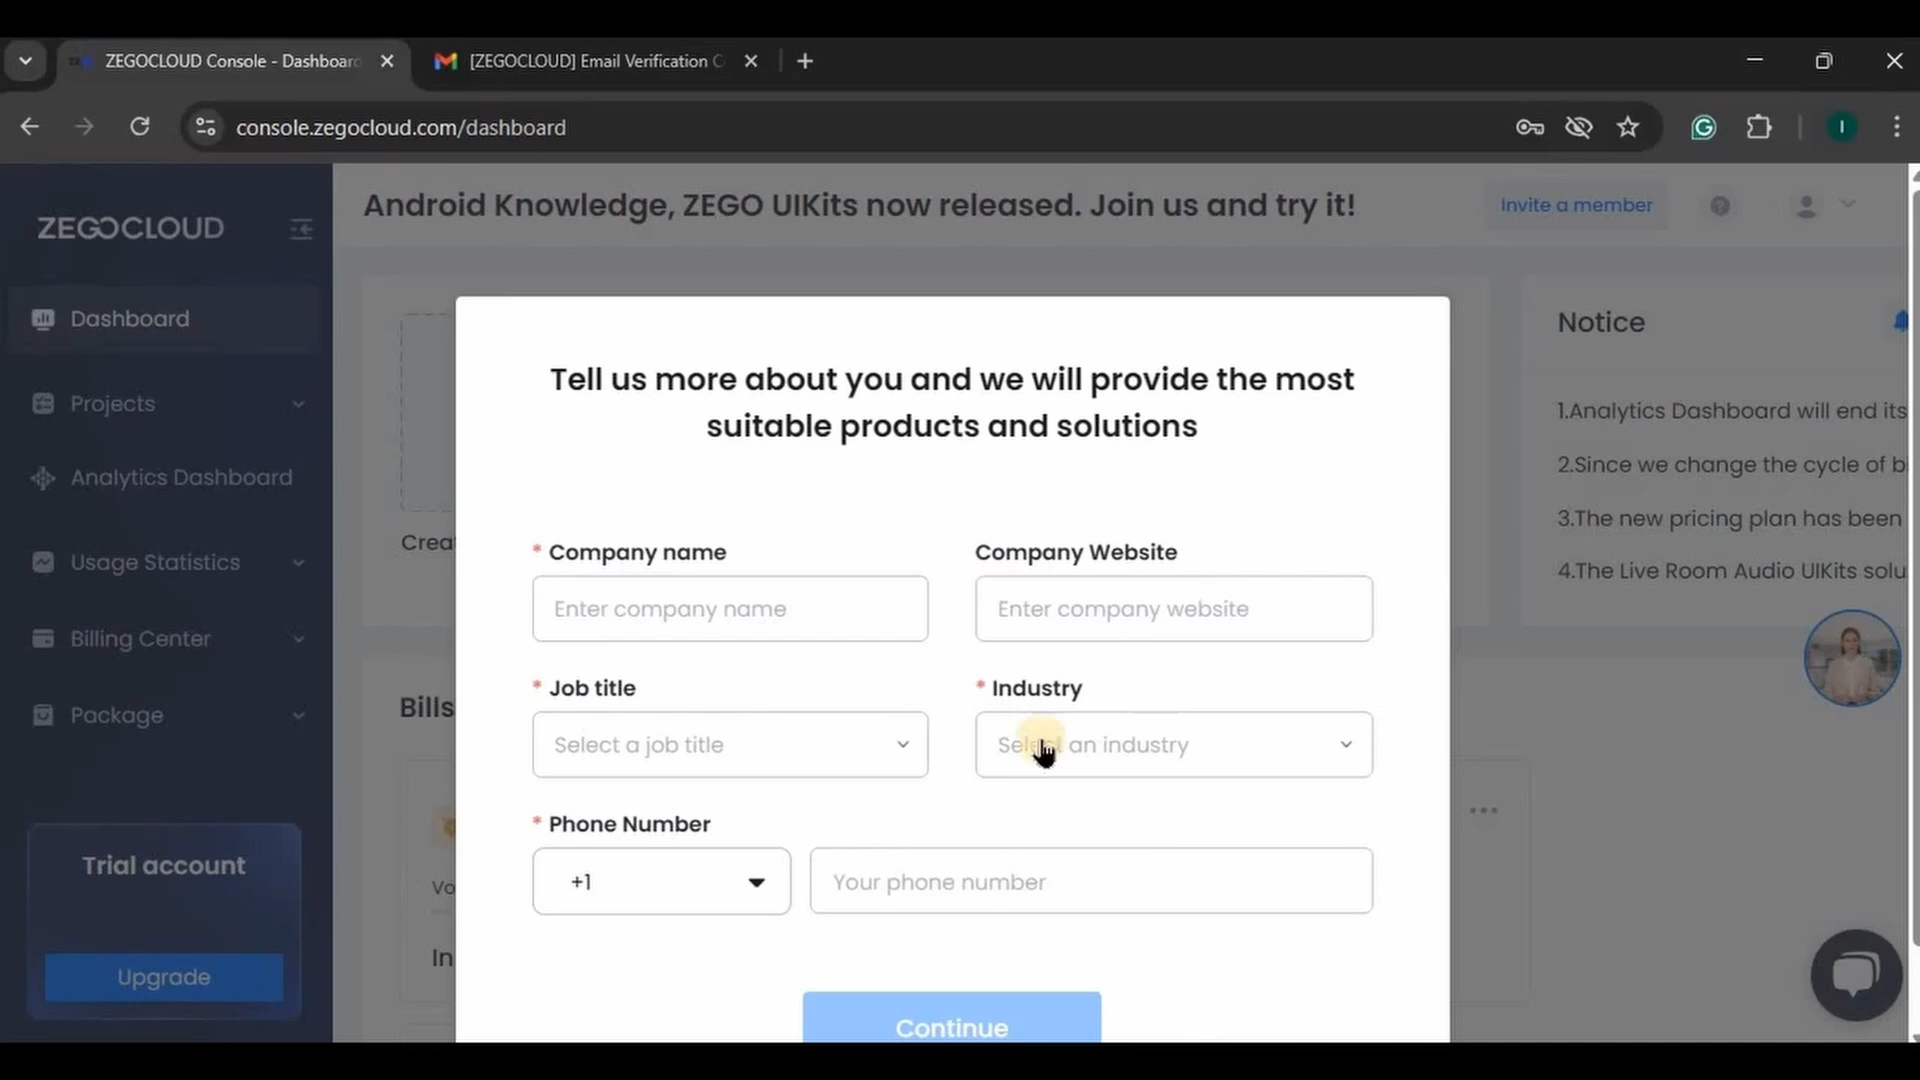 ZEGOCLOUD Console - Dashboard
[ZEGOCLOUD] Email Verification C
console.zegocloud.com/dashboard
I
ZEGOCLOUD
Android Knowledge, ZEGO UIKits now released. Join us and try it!
Invite a member
Dashboard
Projects
Analytics Dashboard
Usage Statistics
Billing Center
Package
Trial account
Upgrade
Creat
Bills
Vo
In
Notice
1.Analytics Dashboard will end its
2.Since we change the cycle of bi
3.The new pricing plan has been
4.The Live Room Audio UIKits solu
Tell us more about you and we will provide the most
suitable products and solutions
* Company name
Company Website
Enter company name
Enter company website
* Job title
* Industry
Select a job title
Select an industry
* Phone Number
+1
Your phone number
Continue